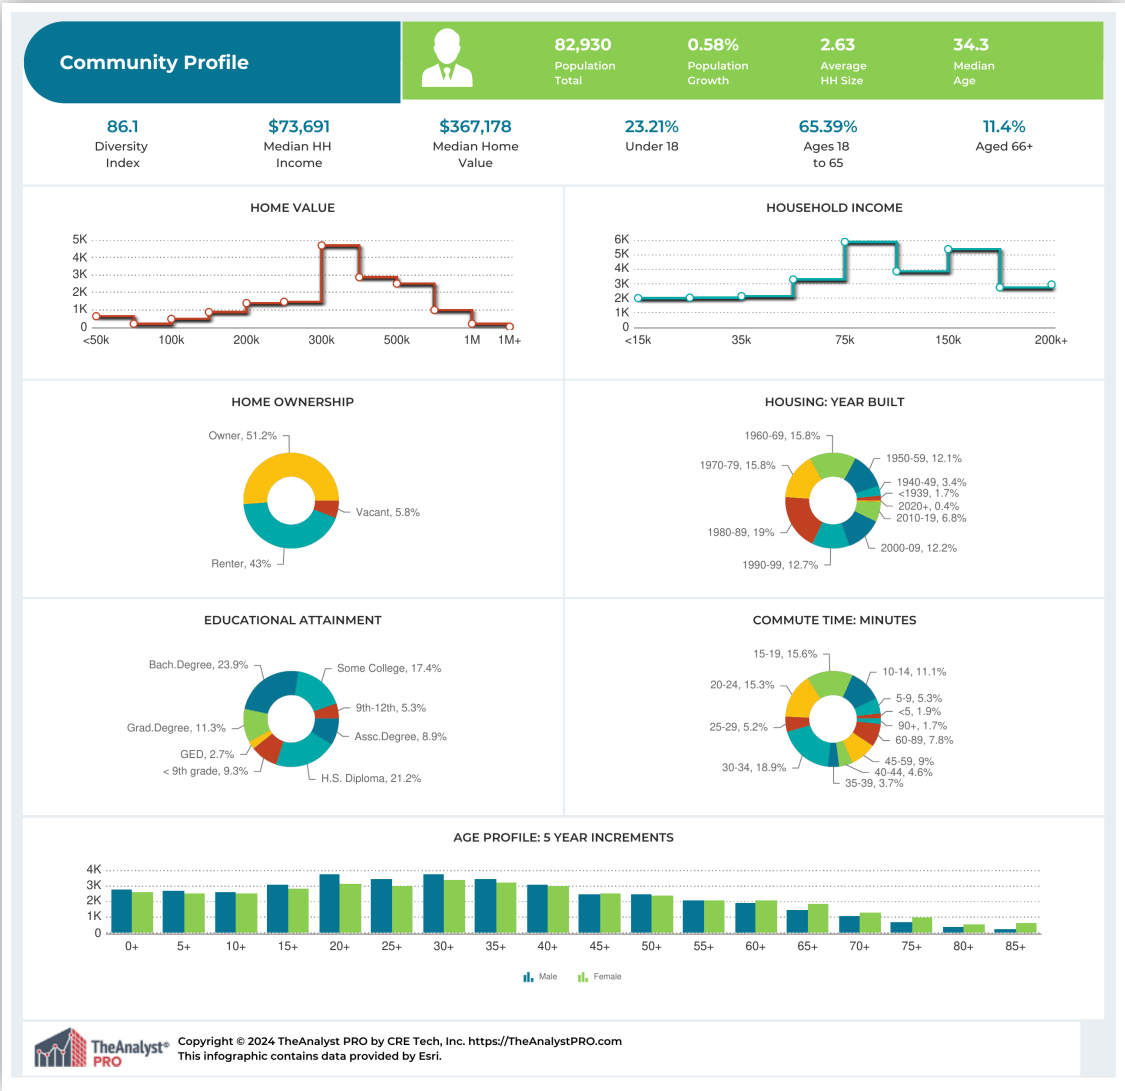 Community Profile
82,930
Population
Total
0.58%
Population
Growth
2.63
Average
HH Size
34.3
Median
Age
86.1
Diversity
Index
$73,691
Median HH
Income
$367,178
Median Home
Value
23.21%
Under 18
65.39%
Ages 18
to 65
11.4%
Aged 66+
HOME VALUE
5K
4K
3K
2K
1K
0
<50k 100k 200k 300k 500k 1M 1M+
HOUSEHOLD INCOME
6K
5K
4K
3K
2K
1K
0
<15k 35k 75k 150k 200k+
HOME OWNERSHIP
Owner, 51.2%
Vacant, 5.8%
Renter, 43%
HOUSING: YEAR BUILT
1960-69, 15.8%
1950-59, 12.1%
1970-79, 15.8%
1940-49, 3.4%
<1939, 1.7%
2020+, 0.4%
2010-19, 6.8%
1980-89, 19%
2000-09, 12.2%
1990-99, 12.7%
EDUCATIONAL ATTAINMENT
Bach.Degree, 23.9%
Some College, 17.4%
9th-12th, 5.3%
Grad.Degree, 11.3%
Assc.Degree, 8.9%
GED, 2.7%
< 9th grade, 9.3%
H.S. Diploma, 21.2%
COMMUTE TIME: MINUTES
15-19, 15.6%
10-14, 11.1%
20-24, 15.3%
5-9, 5.3%
<5, 1.9%
90+, 1.7%
25-29, 5.2%
60-89, 7.8%
45-59, 9%
30-34, 18.9%
40-44, 4.6%
35-39, 3.7%
AGE PROFILE: 5 YEAR INCREMENTS
4K
3K
2K
1K
0
0+ 5+ 10+ 15+ 20+ 25+ 30+ 35+ 40+ 45+ 50+ 55+ 60+ 65+ 70+ 75+ 80+ 85+
Male Female
TheAnalyst®
PRO
Copyright © 2024 TheAnalyst PRO by CRE Tech, Inc. https://TheAnalystPRO.com
This infographic contains data provided by Esri.